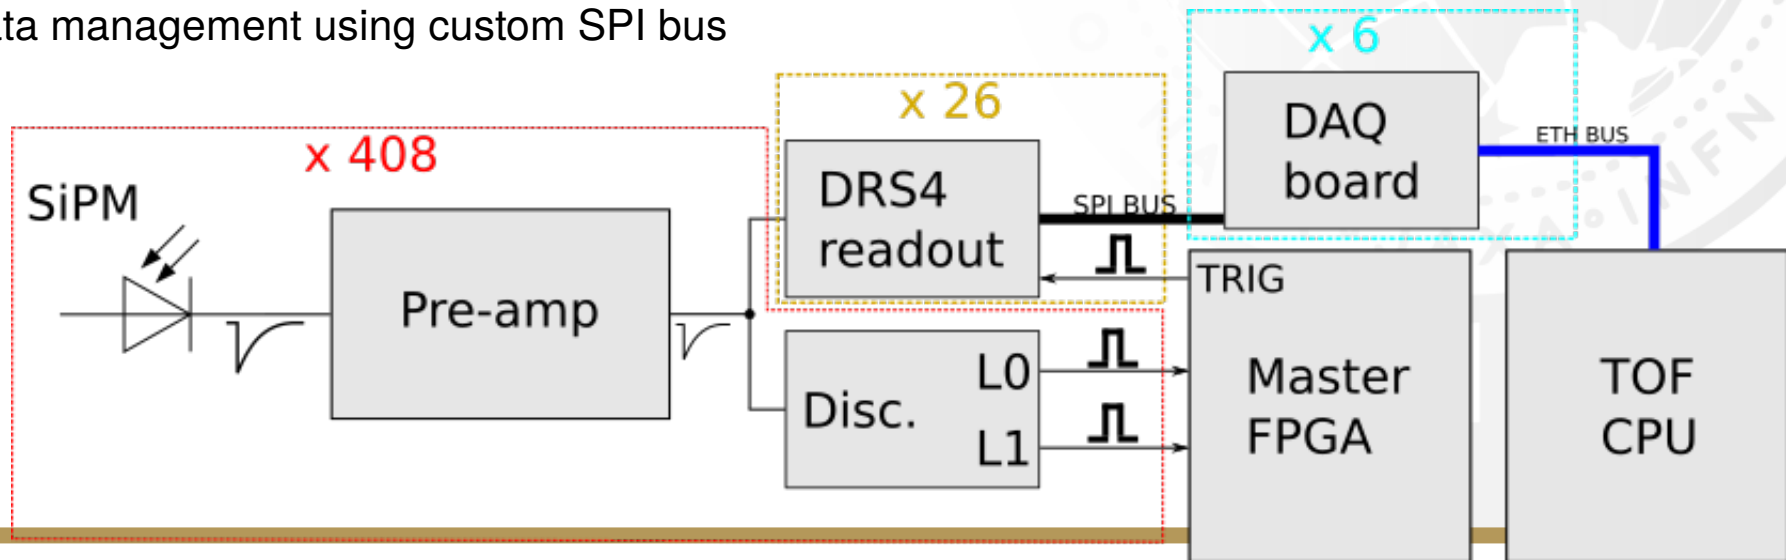 ta management using custom SPI bus
x 6
x 26
x 408
SiPM
Pre-amp
DRS4
readout
SPI BUS
DAQ
board
ETH BUS
TRIG
Disc.
L0
L1
Master
FPGA
TOF
CPU
INFN